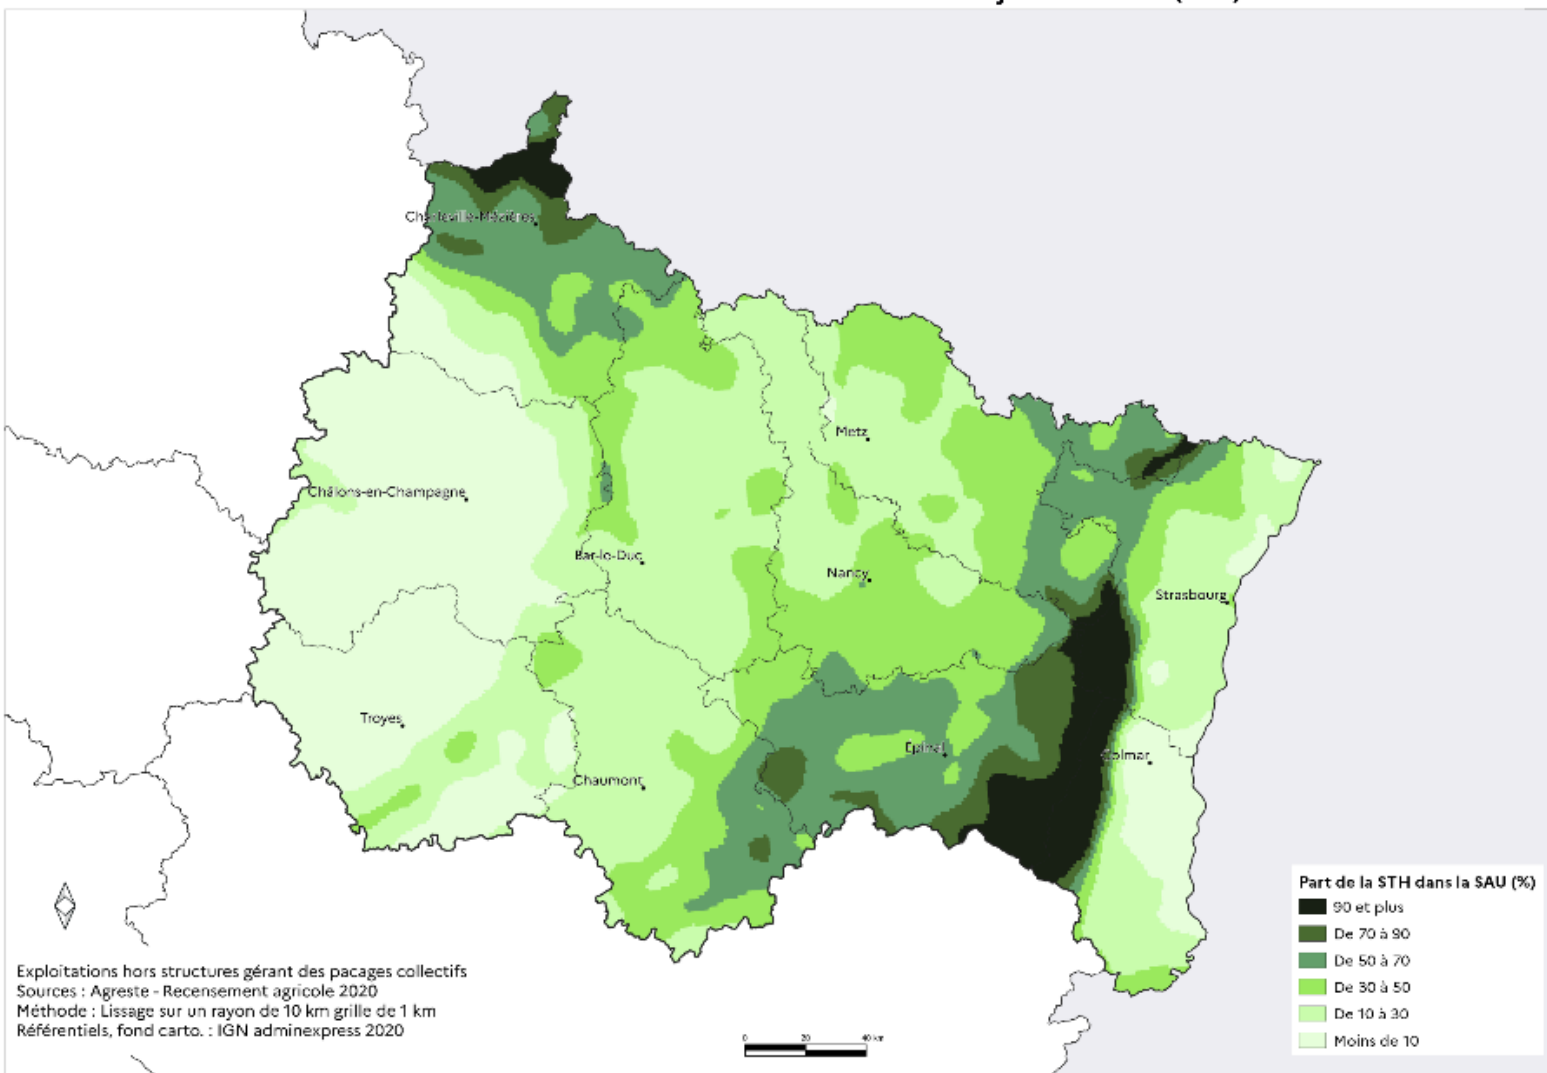 Charleville-Mézières
Metz
Châlons-en-Champagne
Bar-le-Duc
Nancy
Strasbourg
Troyes
Epinal
Colmar
Chaumont
Part de la STH dans la SAU (%)
90 et plus
De 70 à 90
De 50 à 70
De 30 à 50
De 10 à 30
Moins de 10
Exploitations hors structures gérant des pacages collectifs
Sources : Agreste - Recensement agricole 2020
Méthode : Lissage sur un rayon de 10 km grille de 1 km
Référentiels, fond carto. : IGN adminexpress 2020
0 20 40 km